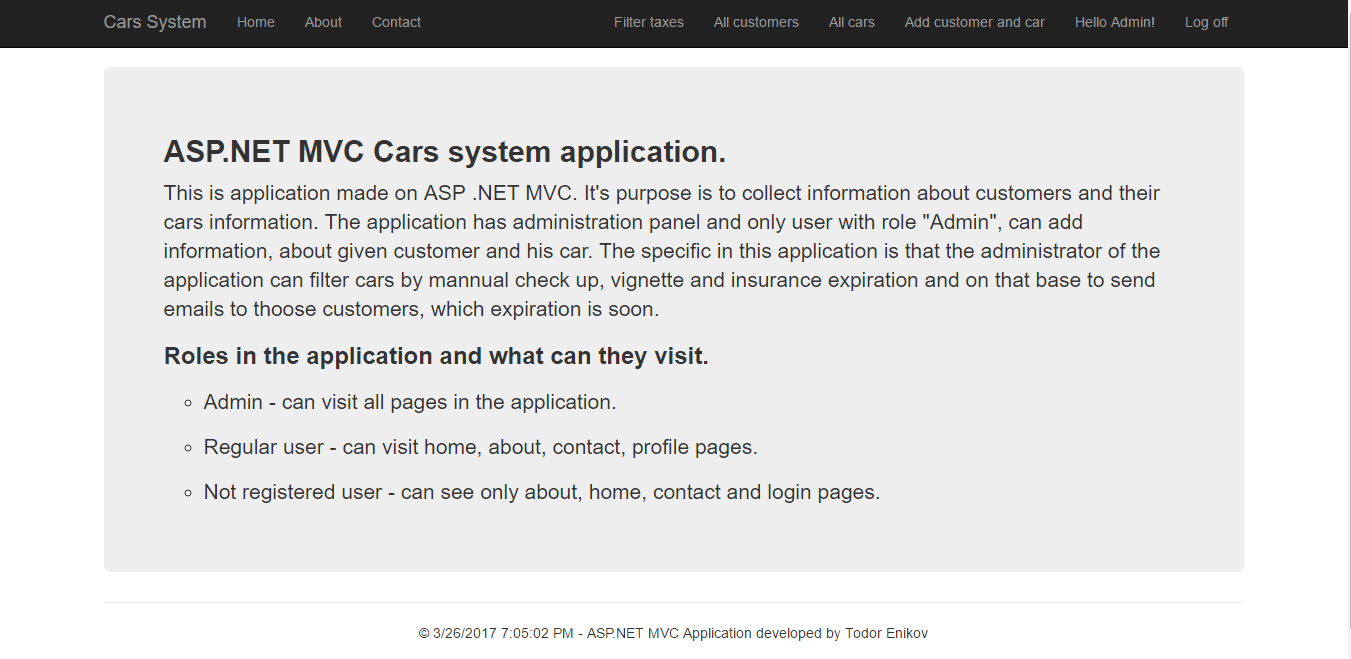 Cars System Home About Contact Filter taxes All customers All cars Add customer and car Hello Admin! Log off
ASP.NET MVC Cars system application.
This is application made on ASP .NET MVC. It's purpose is to collect information about customers and their
cars information. The application has administration panel and only user with role "Admin", can add
information, about given customer and his car. The specific in this application is that the administrator of the
application can filter cars by mannual check up, vignette and insurance expiration and on that base to send
emails to thoose customers, which expiration is soon.
Roles in the application and what can they visit.
Admin - can visit all pages in the application.
Regular user - can visit home, about, contact, profile pages.
Not registered user - can see only about, home, contact and login pages.
© 3/26/2017 7:05:02 PM - ASP.NET MVC Application developed by Todor Enikov